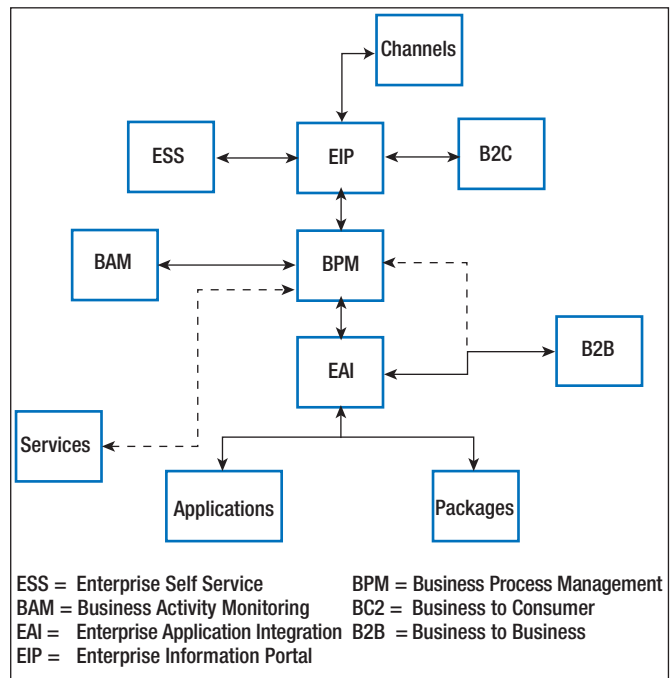 Channels
ESS
EIP
B2C
BAM
BPM
EAI
B2B
Services
Applications
Packages
ESS = Enterprise Self Service
BAM = Business Activity Monitoring
EAI = Enterprise Application Integration
EIP = Enterprise Information Portal
BPM = Business Process Management
BC2 = Business to Consumer
B2B = Business to Business